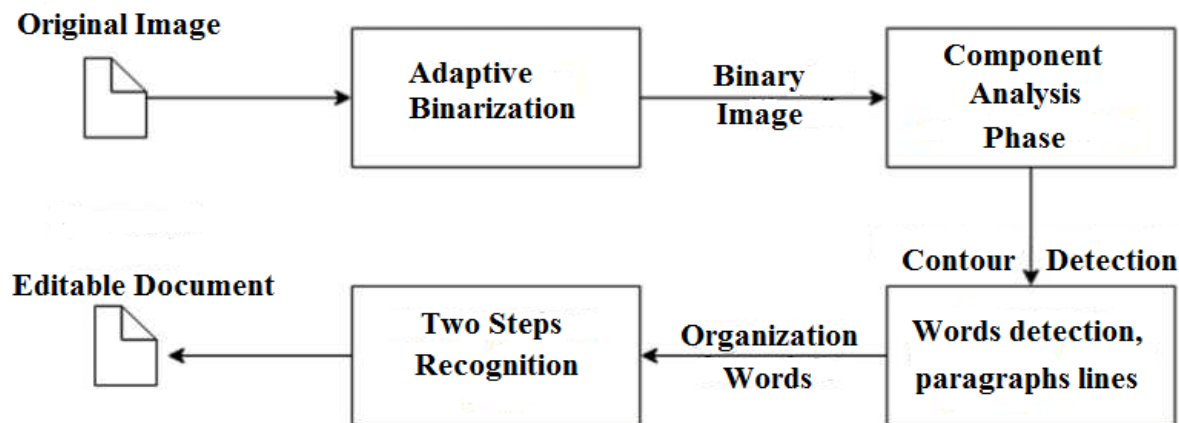 Original Image
Adaptive
Binarization
Binary
Image
Component
Analysis
Phase
Contour Detection
Words detection,
paragraphs lines
Organization
Words
Two Steps
Recognition
Editable Document